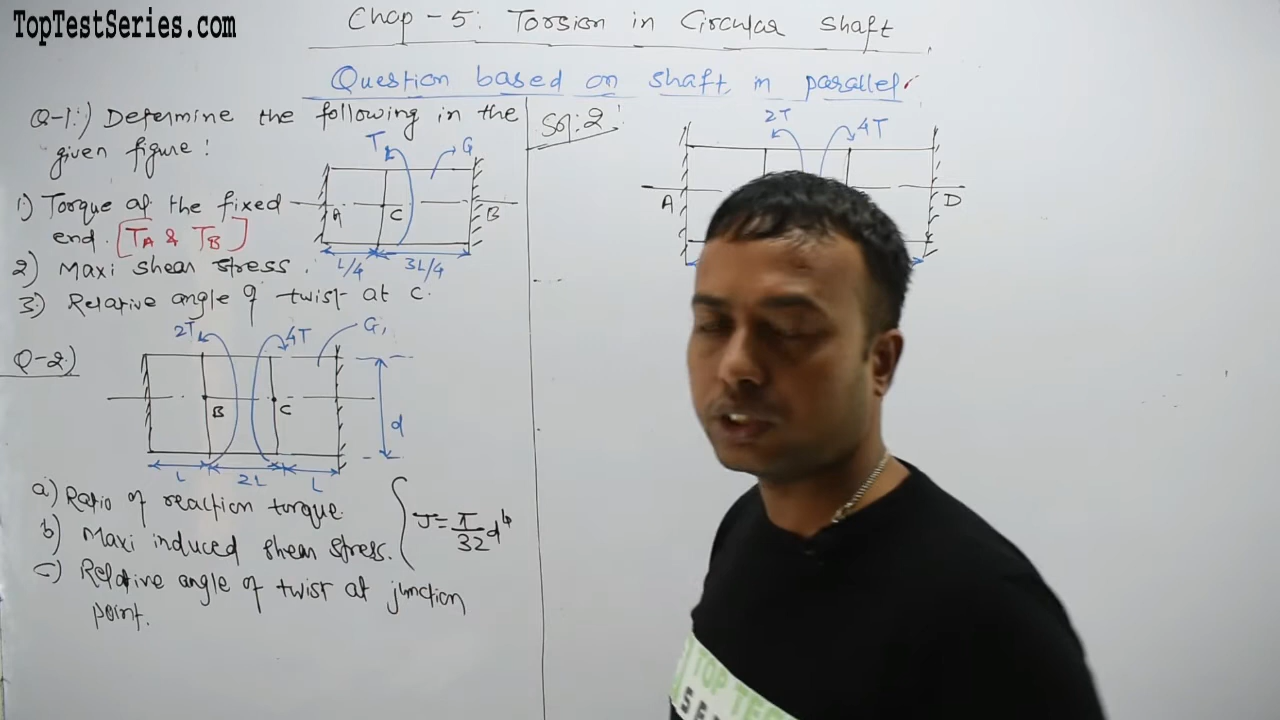 TopTestSeries.com
Chap - 5: Torsion in Circular shaft
Question based on shaft in parallel
Q-1:) Determine the following in the
given figure:
T
G
A
C
B
L/4
3L/4
1) Torque at the fixed
end. [TA & TB]
2) Maxi shear stress.
3) Relative angle of twist at C.
Q-2)
2T
4T
G,
B
C
d
L
2L
L
a) Ratio of reaction torque.
b) Maxi induced shear stress.
c) Relative angle of twist at junction
point.
J = π/32 d⁴
Sol:2
2T
4T
A
D
TOP TE